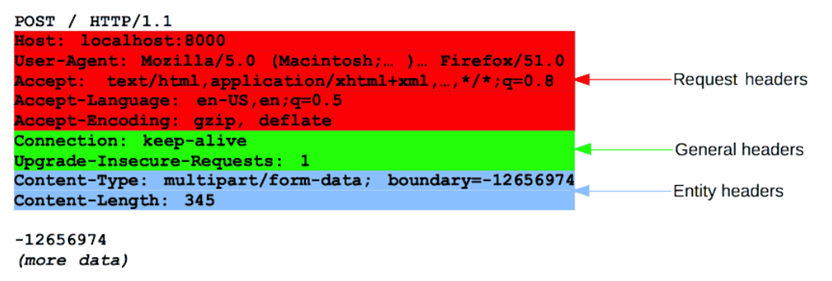 POST / HTTP/1.1
Host: localhost:8000
User-Agent: Mozilla/5.0 (Macintosh;… )… Firefox/51.0
Accept: text/html,application/xhtml+xml,…,*/*;q=0.8
Accept-Language: en-US,en;q=0.5
Accept-Encoding: gzip, deflate
Connection: keep-alive
Upgrade-Insecure-Requests: 1
Content-Type: multipart/form-data; boundary=-12656974
Content-Length: 345
-12656974
(more data)
Request headers
General headers
Entity headers